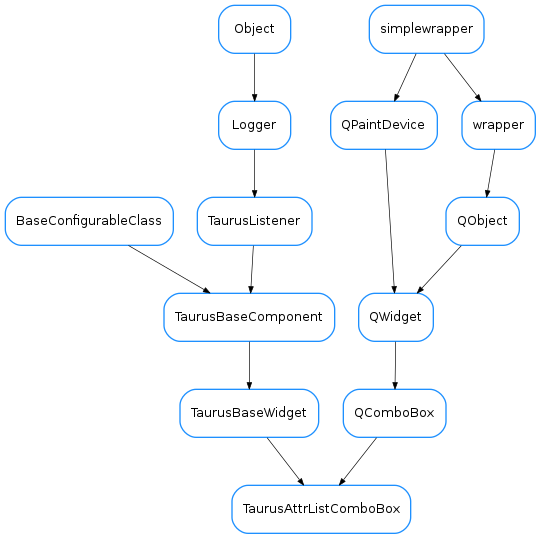 Object
simplewrapper
Logger
QPaintDevice
wrapper
BaseConfigurableClass
TaurusListener
QObject
TaurusBaseComponent
QWidget
TaurusBaseWidget
QComboBox
TaurusAttrListComboBox